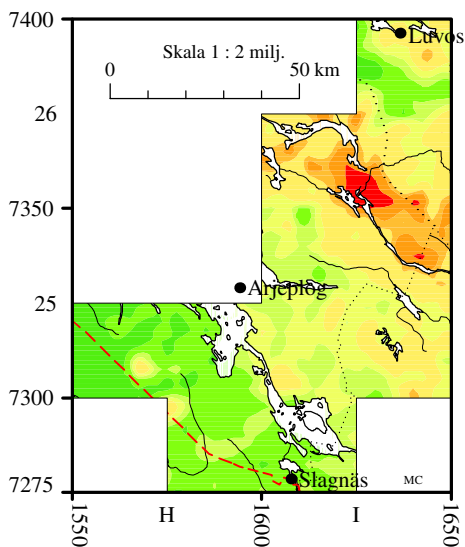 7400
Luvos
Skala 1 : 2 milj.
0 50 km
26
7350
Arjeplog
25
7300
7275
Slagnäs
MC
1550 H 1600 I 1650